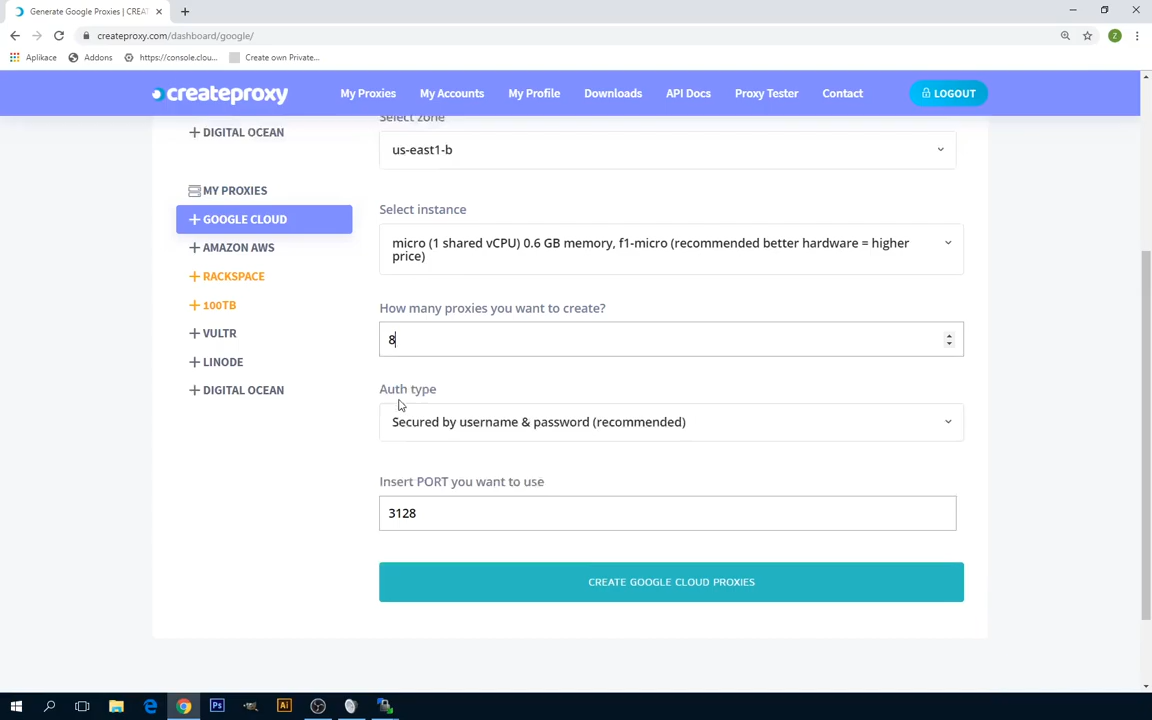 Generate Google Proxies | CREA
createproxy.com/dashboard/google/
Z
Aplikace
Addons
https://console.clou...
Create own Private...
createproxy
My Proxies
My Accounts
My Profile
Downloads
API Docs
Proxy Tester
Contact
LOGOUT
DIGITAL OCEAN
MY PROXIES
GOOGLE CLOUD
AMAZON AWS
RACKSPACE
100TB
VULTR
LINODE
DIGITAL OCEAN
Select zone
us-east1-b
Select instance
micro (1 shared vCPU) 0.6 GB memory, f1-micro (recommended better hardware = higher
price)
How many proxies you want to create?
8
Auth type
Secured by username & password (recommended)
Insert PORT you want to use
3128
CREATE GOOGLE CLOUD PROXIES
Ps
Ai